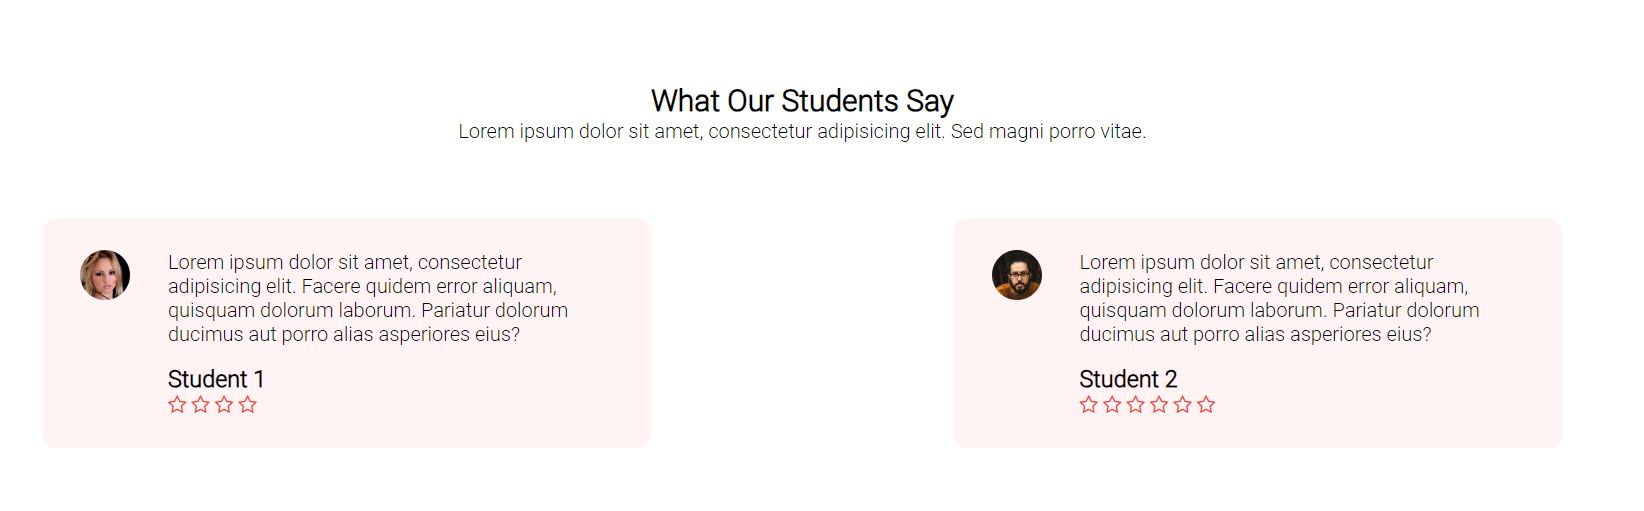 What Our Students Say
Lorem ipsum dolor sit amet, consectetur adipisicing elit. Sed magni porro vitae.
Lorem ipsum dolor sit amet, consectetur
adipisicing elit. Facere quidem error aliquam,
quisquam dolorum laborum. Pariatur dolorum
ducimus aut porro alias asperiores eius?
Student 1
Lorem ipsum dolor sit amet, consectetur
adipisicing elit. Facere quidem error aliquam,
quisquam dolorum laborum. Pariatur dolorum
ducimus aut porro alias asperiores eius?
Student 2